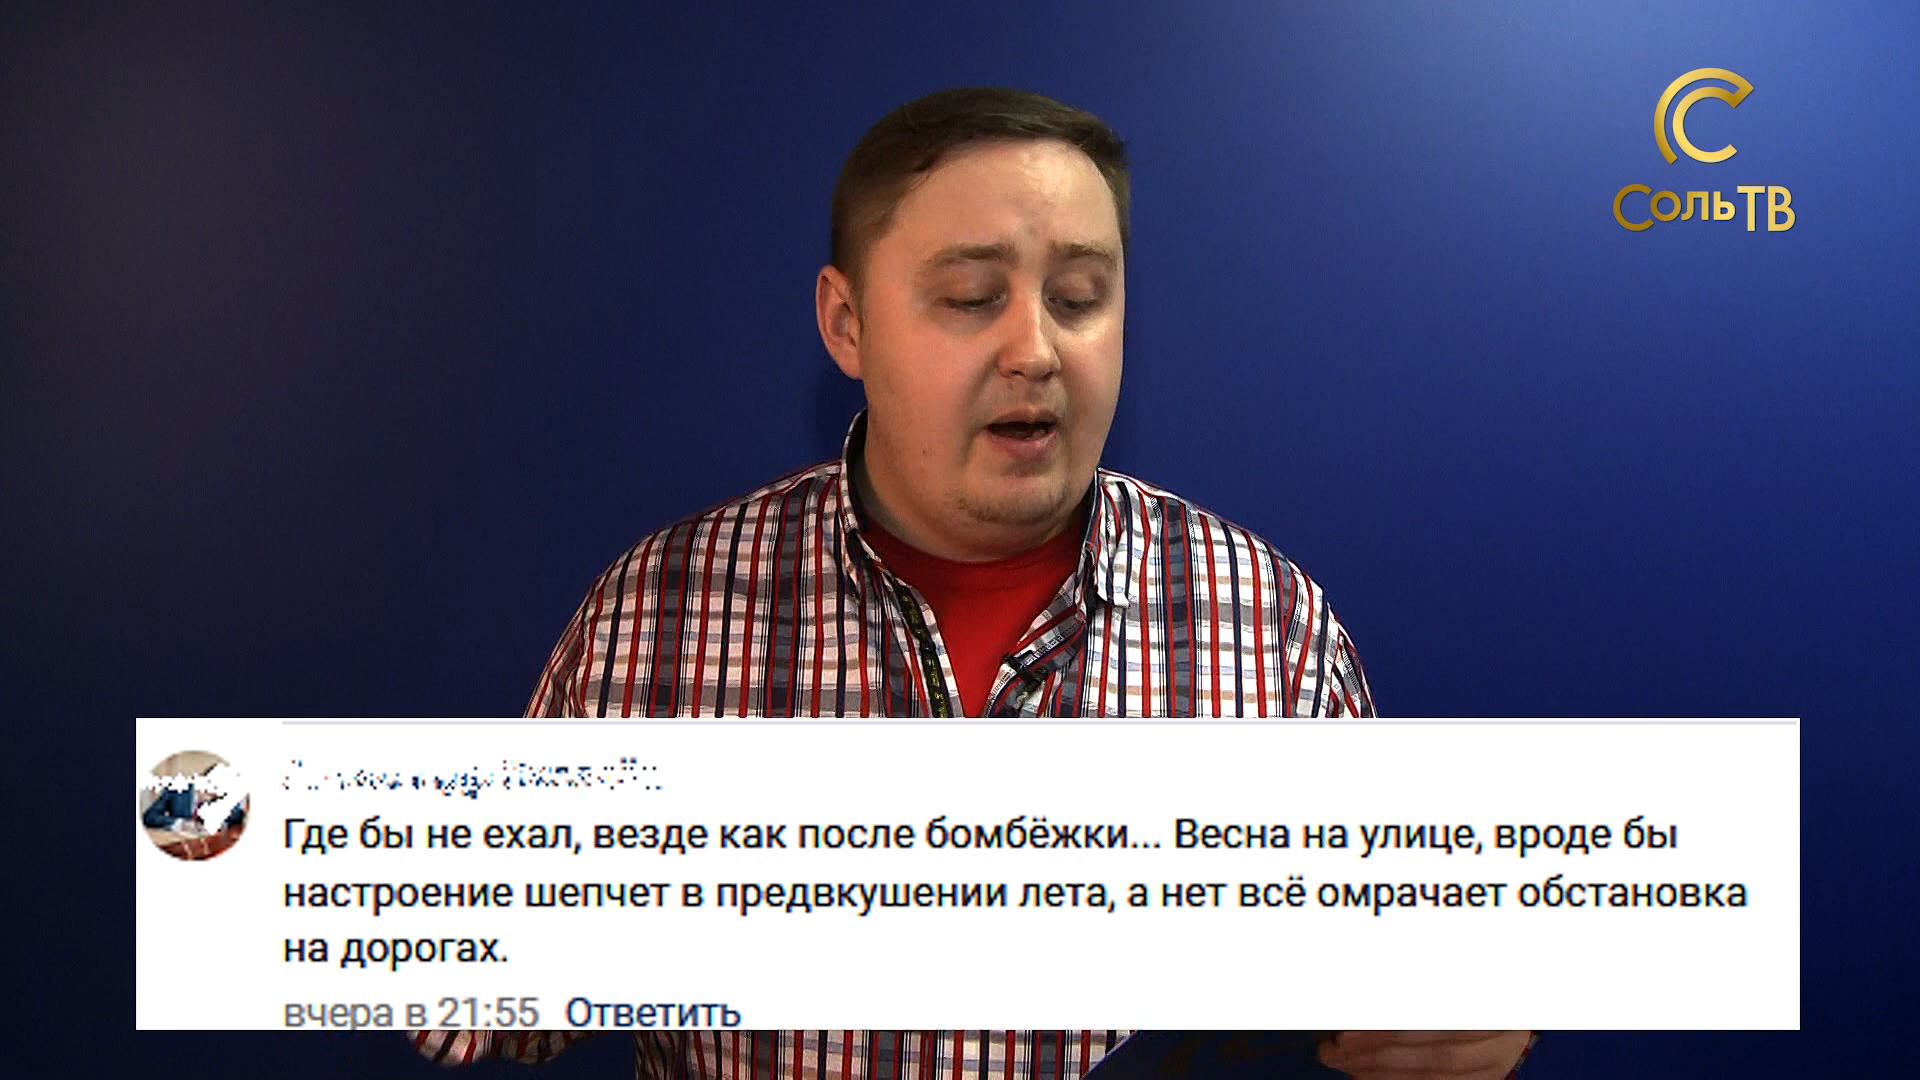 СольТВ
Где бы не ехал, везде как после бомбёжки... Весна на улице, вроде бы
настроение шепчет в предвкушении лета, а нет всё омрачает обстановка
на дорогах.
вчера в 21:55 Ответить